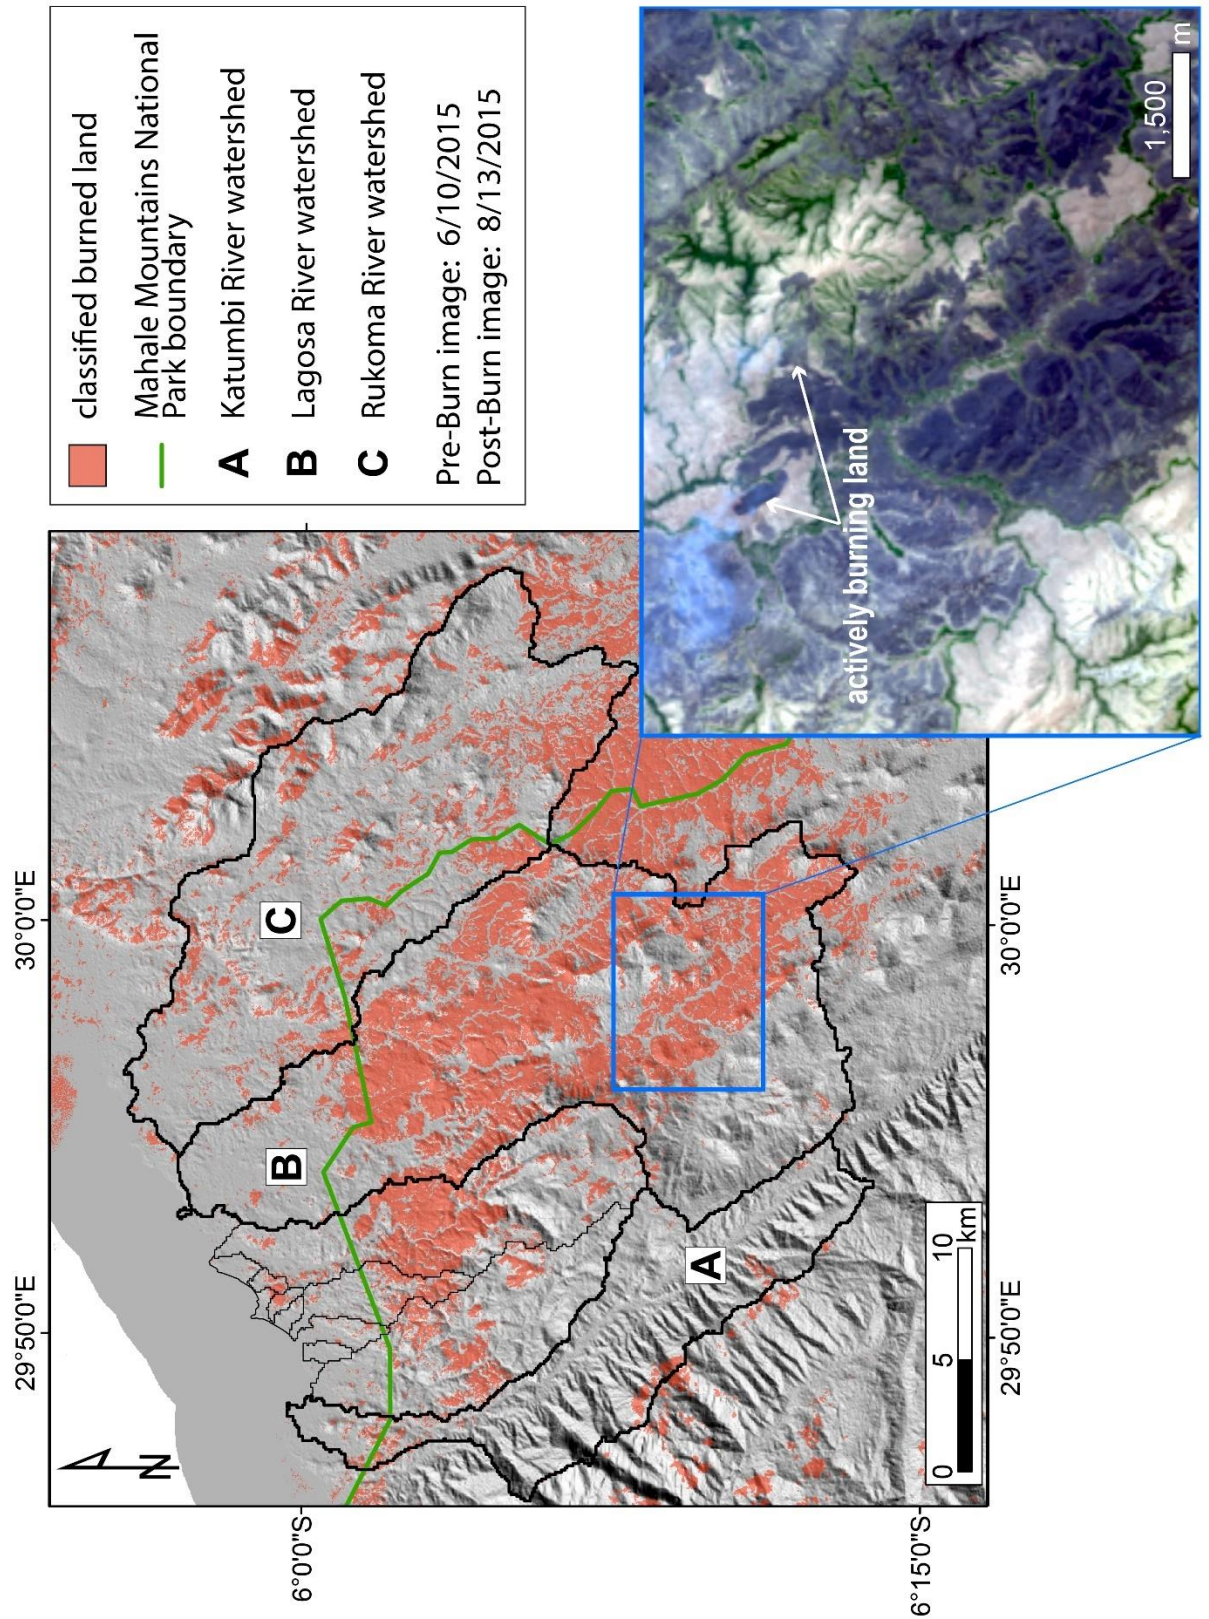 classified burned land
Mahale Mountains National
Park boundary
A Katumbi River watershed
B Lagosa River watershed
C Rukoma River watershed
Pre-Burn image: 6/10/2015
Post-Burn image: 8/13/2015
29°50'0"E
30°0'0"E
N
6°0'0"S
6°15'0"S
A
B
C
0 5 10
km
29°50'0"E
30°0'0"E
actively burning land
1,500
m